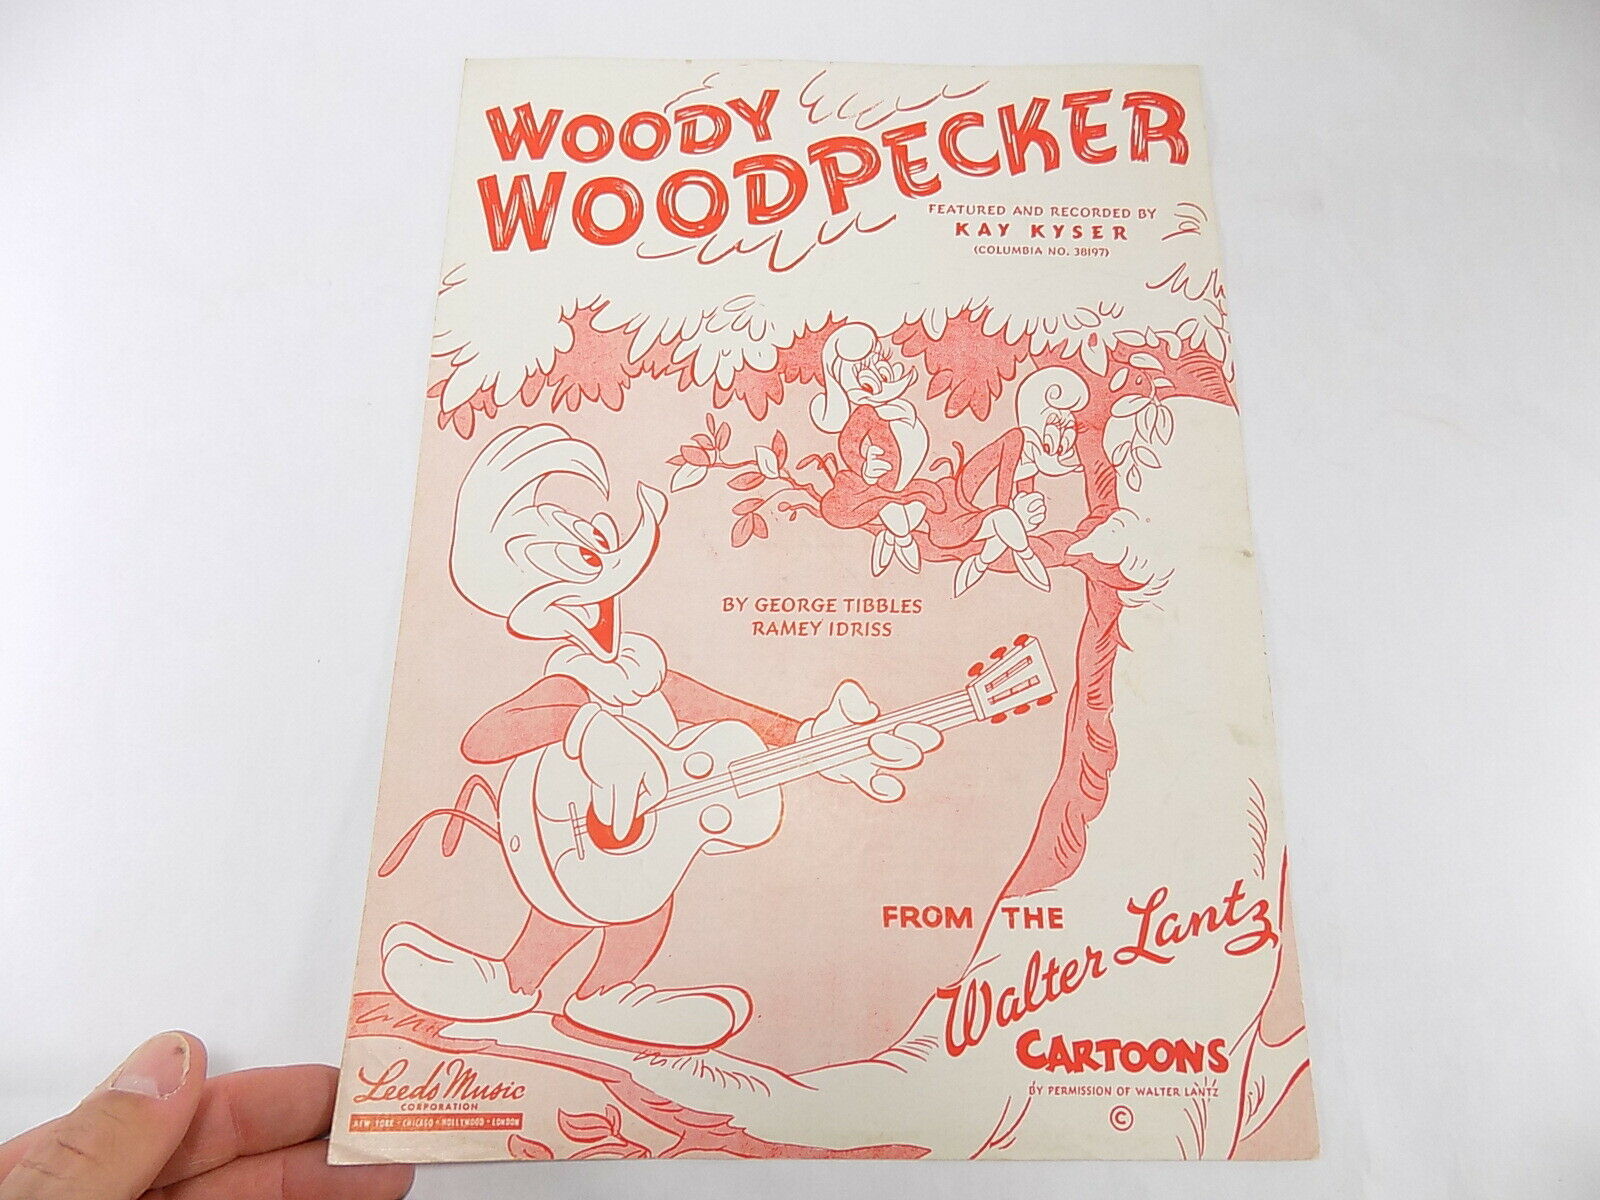 WOODY
WOODPECKER
FEATURED AND RECORDED BY
KAY KYSER
(COLUMBIA NO. 38197)
BY GEORGE TIBBLES
RAMEY IDRISS
FROM THE
Walter Lantz
CARTOONS
BY PERMISSION OF WALTER LANTZ
©
Leeds Music
CORPORATION
NEW YORK · CHICAGO · HOLLYWOOD · LONDON